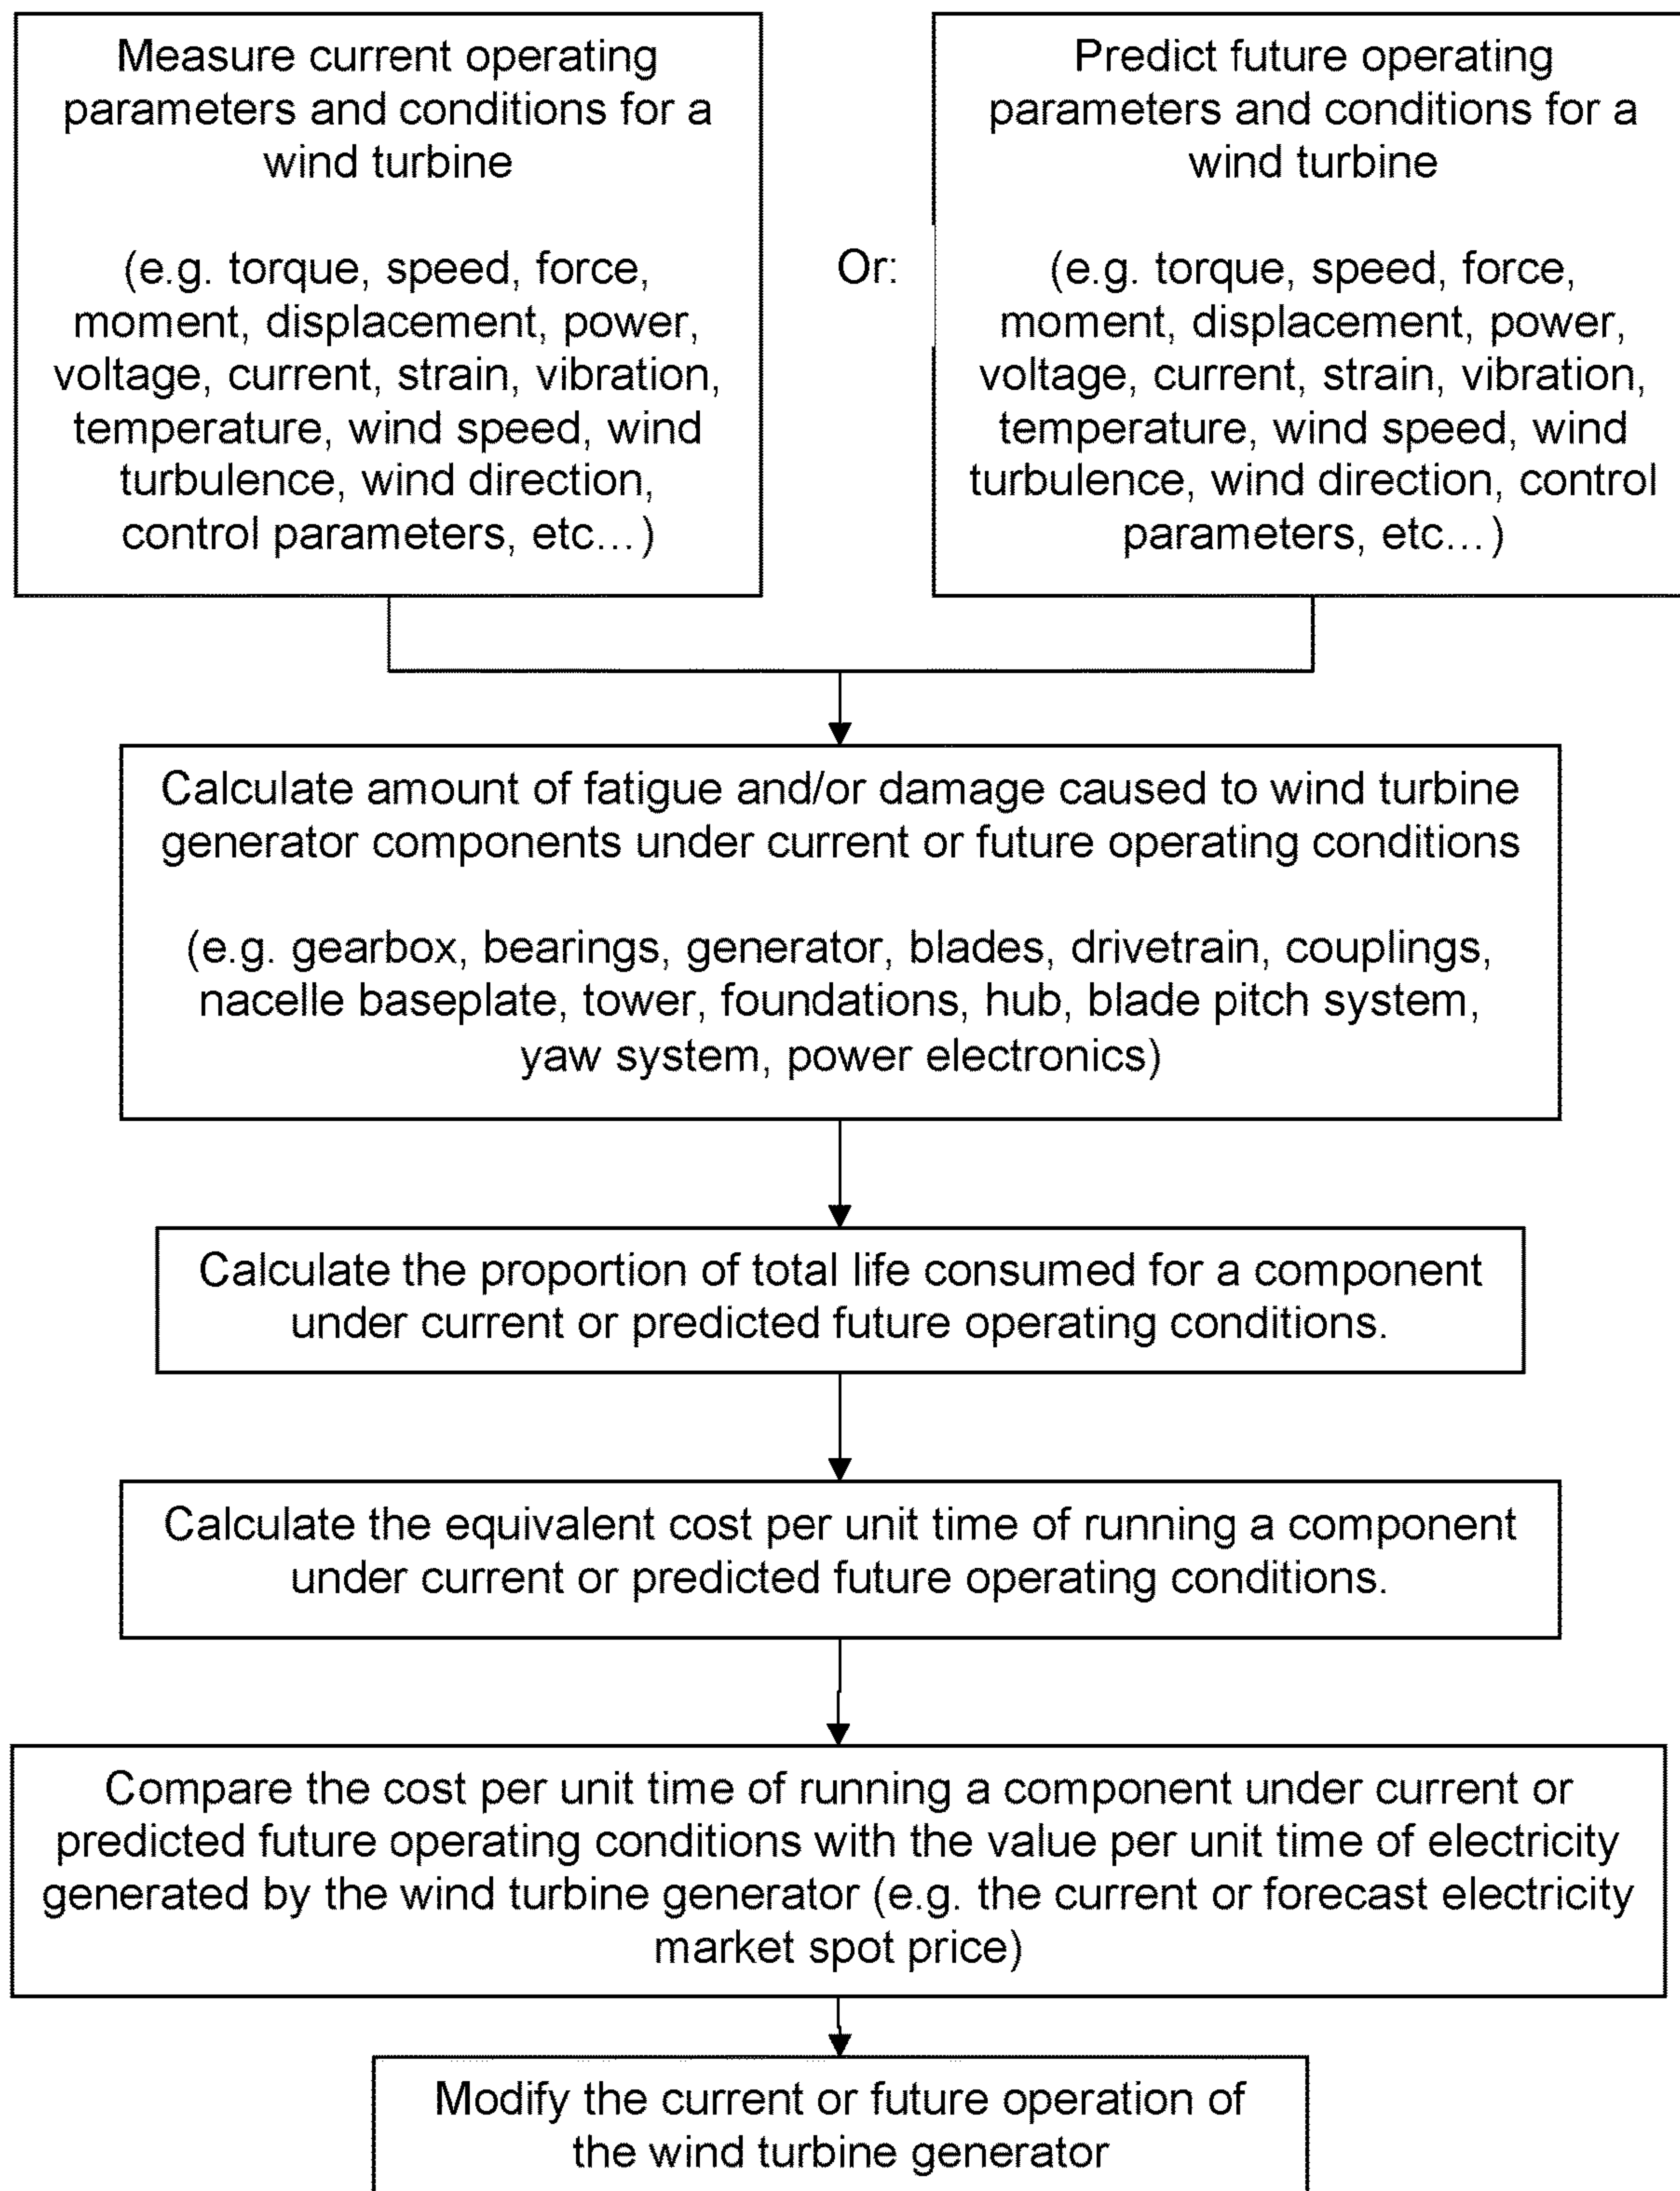 Measure current operating
parameters and conditions for a
wind turbine
(e.g. torque, speed, force,
moment, displacement, power,
voltage, current, strain, vibration,
temperature, wind speed, wind
turbulence, wind direction,
control parameters, etc...)
Or:
Predict future operating
parameters and conditions for a
wind turbine
(e.g. torque, speed, force,
moment, displacement, power,
voltage, current, strain, vibration,
temperature, wind speed, wind
turbulence, wind direction, control
parameters, etc...)
Calculate amount of fatigue and/or damage caused to wind turbine
generator components under current or future operating conditions
(e.g. gearbox, bearings, generator, blades, drivetrain, couplings,
nacelle baseplate, tower, foundations, hub, blade pitch system,
yaw system, power electronics)
Calculate the proportion of total life consumed for a component
under current or predicted future operating conditions.
Calculate the equivalent cost per unit time of running a component
under current or predicted future operating conditions.
Compare the cost per unit time of running a component under current or
predicted future operating conditions with the value per unit time of electricity
generated by the wind turbine generator (e.g. the current or forecast electricity
market spot price)
Modify the current or future operation of
the wind turbine generator